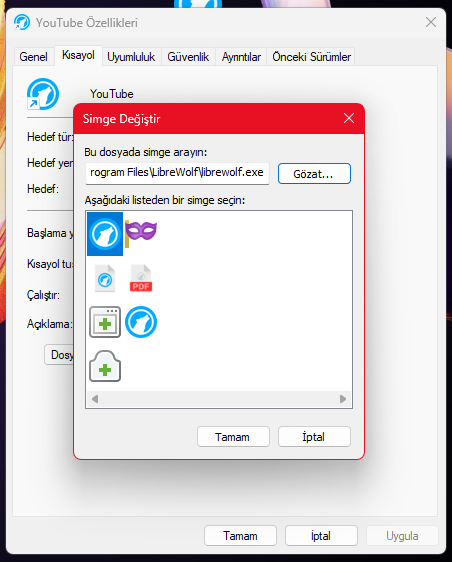 YouTube Özellikleri
Genel Kısayol Uyumluluk Güvenlik Ayrıntılar Önceki Sürümler
YouTube
Simge Değiştir
Hedef tür:
Bu dosyada simge arayın:
Hedef yer
rogram Files\LibreWolf\librewolf.exe Gözat...
Hedef:
Aşağıdaki listeden bir simge seçin:
Başlama y
Kısayol tuş
PDF
Çalıştır:
Açıklama:
Dosy
Tamam İptal
Tamam İptal Uygula